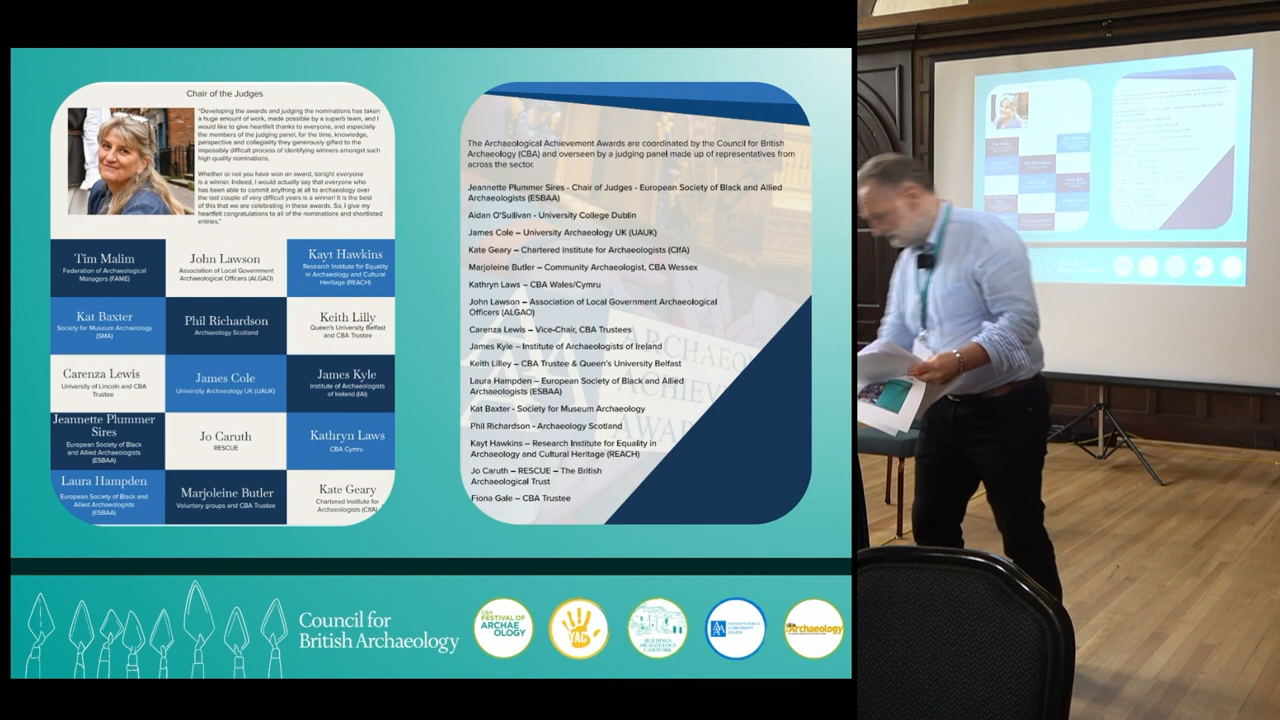 Chair of the Judges
"Developing the awards and judging the nominations has taken
a huge amount of work, made possible by a superb team, and I
would like to give heartfelt thanks to everyone, and especially
the members of the judging panel, for the time, knowledge,
perspective and collegiality they generously gifted to the
impossibly difficult process of identifying winners amongst such
high quality nominations.
Whether or not you have won an award, tonight everyone
is a winner. Indeed, I would actually say that everyone who
has been able to commit anything at all to archaeology over
the last couple of very difficult years is a winner! It is the best
of this that we are celebrating in these awards. So, I give my
heartfelt congratulations to all of the nominations and shortlisted
entries."
Tim Malim
Federation of Archaeological
Managers (FAME)
John Lawson
Association of Local Government
Archaeological Officers (ALGAO)
Kayt Hawkins
Research Institute for Equality
in Archaeology and Cultural
Heritage (REACH)
Kat Baxter
Society for Museum Archaeology
(SMA)
Phil Richardson
Archaeology Scotland
Keith Lilly
Queen's University Belfast
and CBA Trustee
Carenza Lewis
University of Lincoln and CBA
Trustee
James Cole
University Archaeology UK (UAUK)
James Kyle
Institute of Archaeologists
of Ireland (IAI)
Jeannette Plummer
Sires
European Society of Black
and Allied Archaeologists
(ESBAA)
Jo Caruth
RESCUE
Kathryn Laws
CBA Cymru
Laura Hampden
European Society of Black and
Allied Archaeologists
(ESBAA)
Marjoleine Butler
Voluntary groups and CBA Trustee
Kate Geary
Chartered Institute for
Archaeologists (CIfA)
The Archaeological Achievement Awards are coordinated by the Council for British
Archaeology (CBA) and overseen by a judging panel made up of representatives from
across the sector.
Jeannette Plummer Sires - Chair of Judges - European Society of Black and Allied
Archaeologists (ESBAA)
Aidan O'Sullivan - University College Dublin
James Cole – University Archaeology UK (UAUK)
Kate Geary – Chartered Institute for Archaeologists (CIfA)
Marjoleine Butler – Community Archaeologist, CBA Wessex
Kathryn Laws – CBA Wales/Cymru
John Lawson – Association of Local Government Archaeological
Officers (ALGAO)
Carenza Lewis – Vice-Chair, CBA Trustees
James Kyle – Institute of Archaeologists of Ireland
Keith Lilley – CBA Trustee & Queen's University Belfast
Laura Hampden – European Society of Black and Allied
Archaeologists (ESBAA)
Kat Baxter - Society for Museum Archaeology
Phil Richardson - Archaeology Scotland
Kayt Hawkins – Research Institute for Equality in
Archaeology and Cultural Heritage (REACH)
Jo Caruth – RESCUE – The British
Archaeological Trust
Fiona Gale – CBA Trustee
Council for
British Archaeology
CBA
FESTIVAL OF
ARCHAE
OLOGY
YAC
BUILDINGS
ARCHAEOLOGY
Archaeology